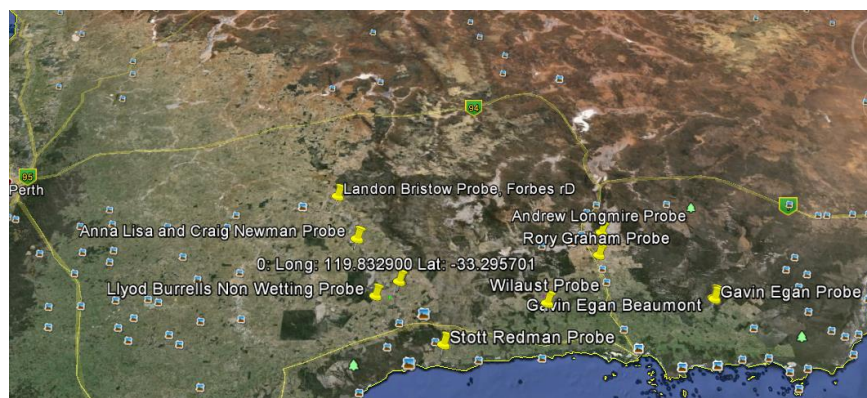 94
95
Perth
Landon Bristow Probe, Forbes rD
Andrew Longmire Probe
Anna Lisa and Craig Newman Probe
Rory Graham Probe
0: Long: 119.832900 Lat: -33.295701
Llyod Burrells Non Wetting Probe
Wilaust Probe
Gavin Egan Probe
Gavin Egan Beaumont
Stott Redman Probe